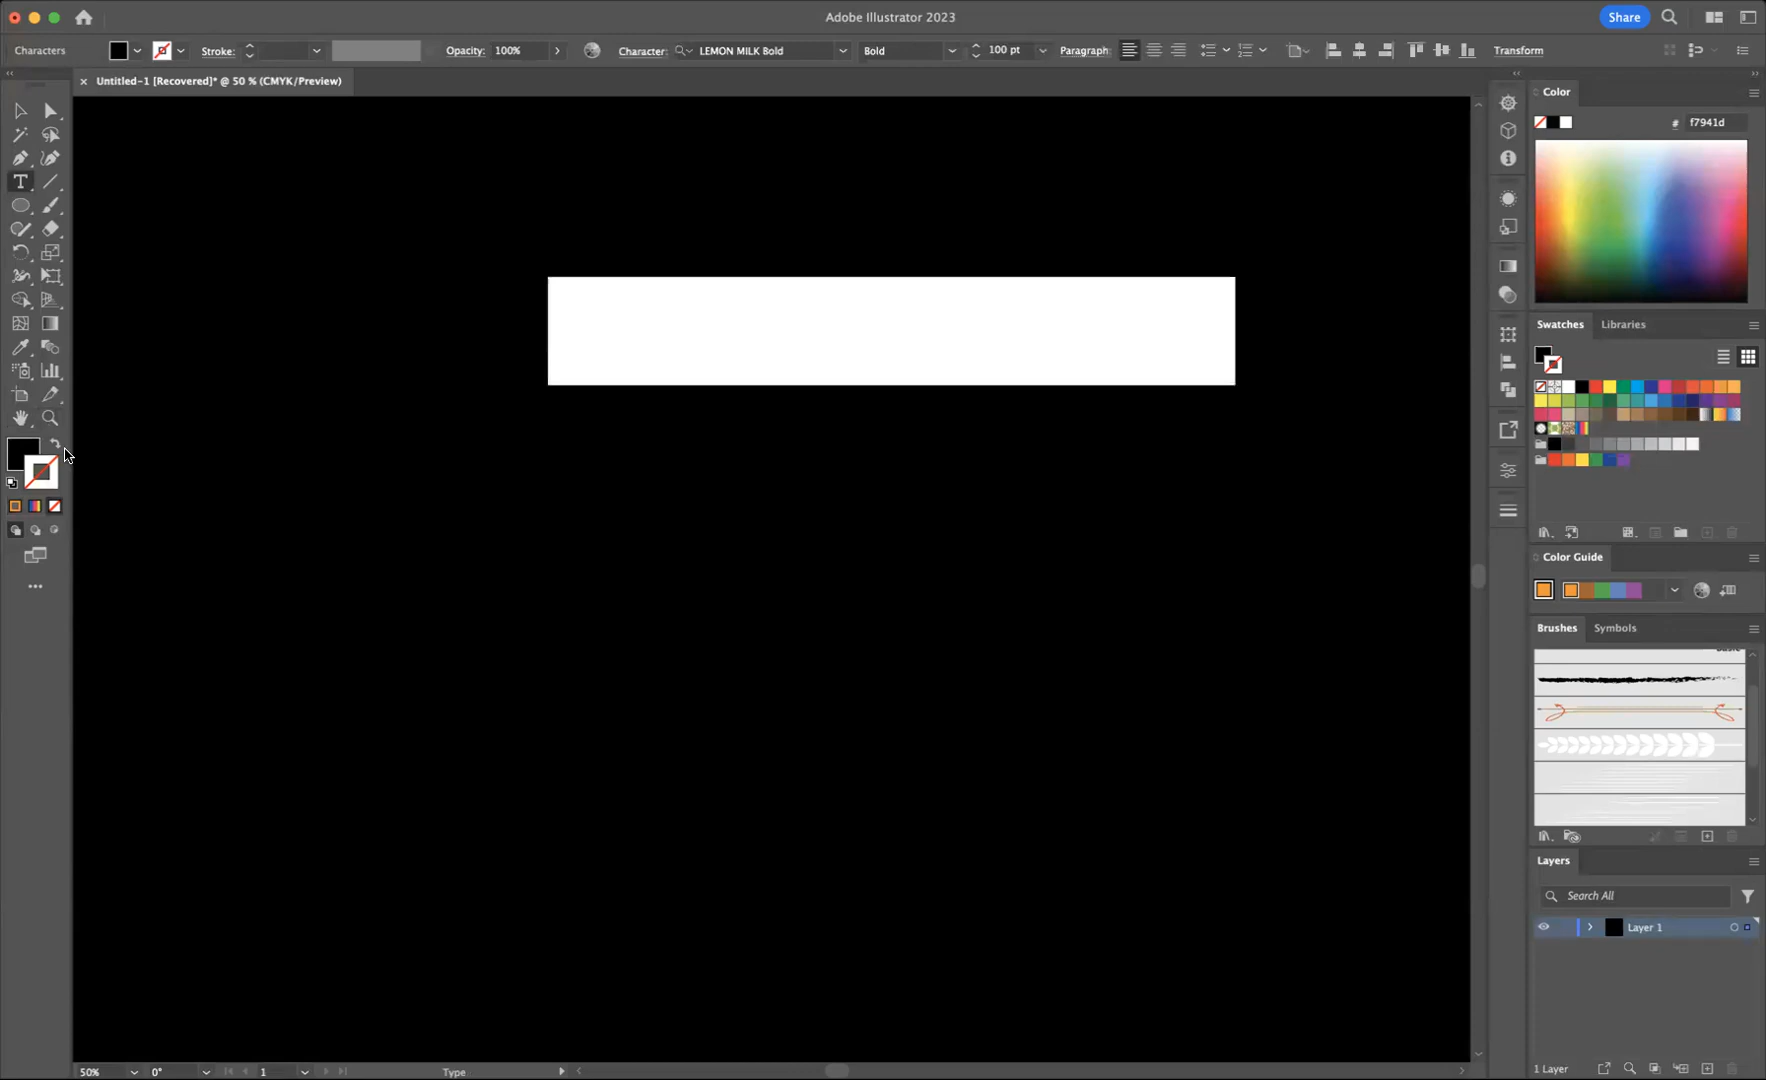 Adobe Illustrator 2023
Share
Characters
Stroke:
Opacity:
100%
Character:
LEMON MILK Bold
Bold
100 pt
Paragraph
Transform
Untitled-1 [Recovered]* @ 50 % (CMYK/Preview)
Color
# f7941d
Swatches
Libraries
Color Guide
Brushes
Symbols
Basic
Layers
Search All
Layer 1
1 Layer
50%
0°
1
Type